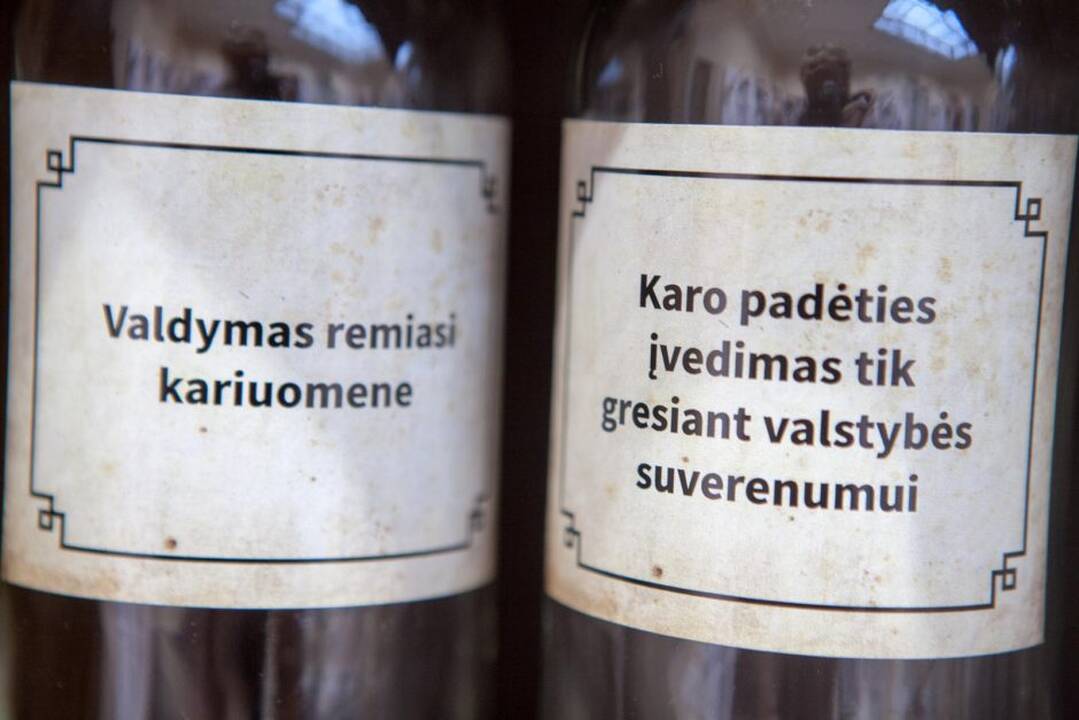 Valdymas remiasi
kariuomene
Karo padėties
įvedimas tik
gresiant valstybės
suverenumui